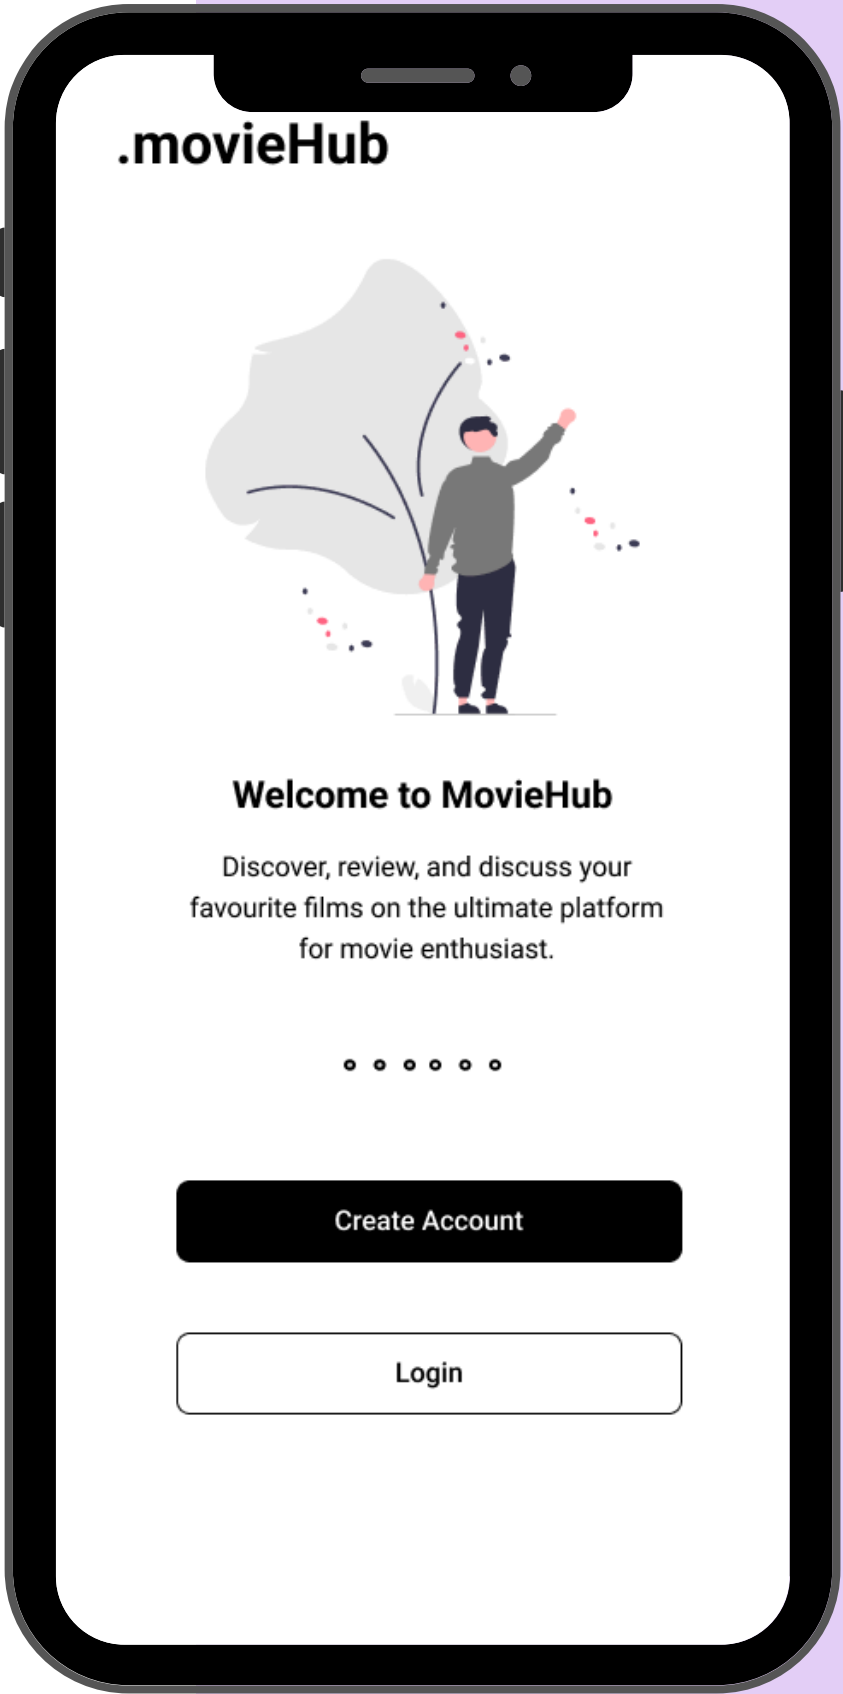 .movieHub
Welcome to MovieHub
Discover, review, and discuss your
favourite films on the ultimate platform
for movie enthusiast.
Create Account
Login